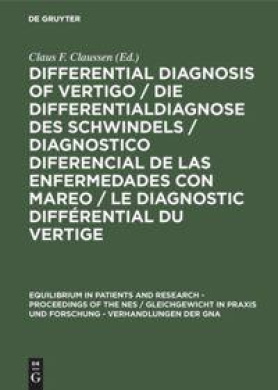 DE GRUYTER
Claus F. Claussen (Ed.)
DIFFERENTIAL DIAGNOSIS OF VERTIGO / DIE
DIFFERENTIALDIAGNOSE
DES SCHWINDELS /
DIAGNOSTICO
DIFERENCIAL DE LAS
ENFERMEDADES CON
MAREO / LE DIAGNOSTIC
DIFFÉRENTIAL DU
VERTIGE
EQUILIBRIUM IN PATIENTS AND RESEARCH -
PROCEEDINGS OF THE NES / GLEICHGEWICHT IN PRAXIS
UND FORSCHUNG - VERHANDLUNGEN DER GNA
DE
G